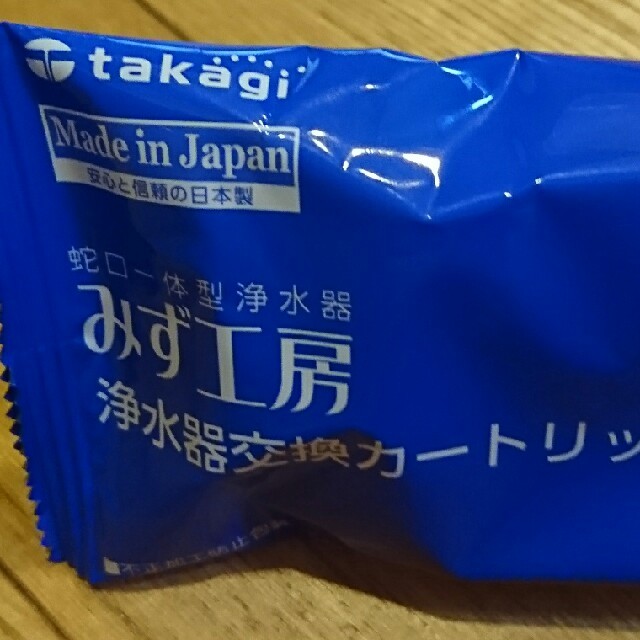 takagi
Made in Japan
安心と信頼の日本製
蛇口一体型浄水器
みず工房
浄水器交換カートリッ